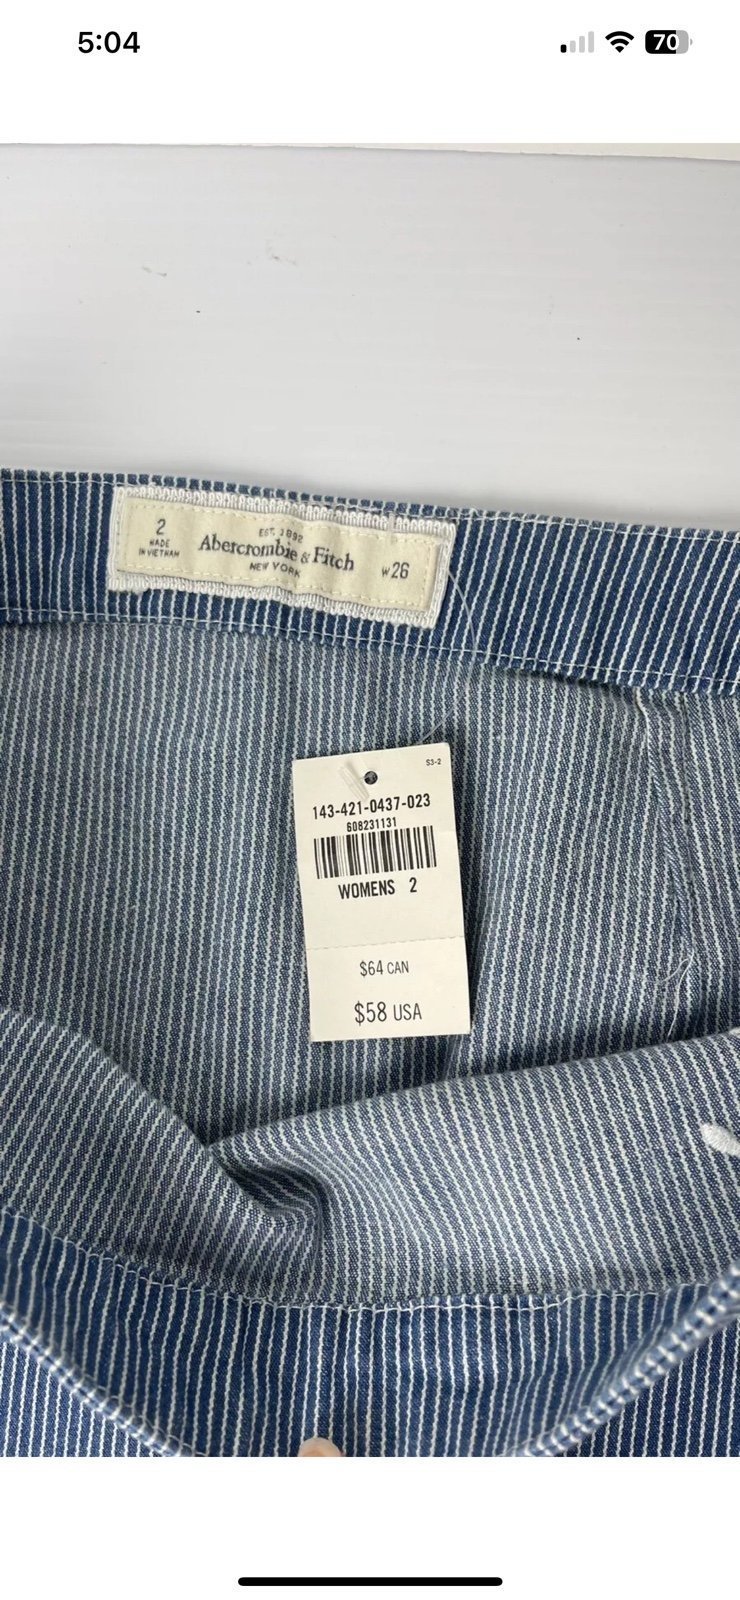 5:04
70
2
MADE
IN VIETNAM
EST. 1892
Abercrombie & Fitch
NEW YORK
W26
S3-2
143-421-0437-023
608231131
WOMENS 2
$64 CAN
$58 USA